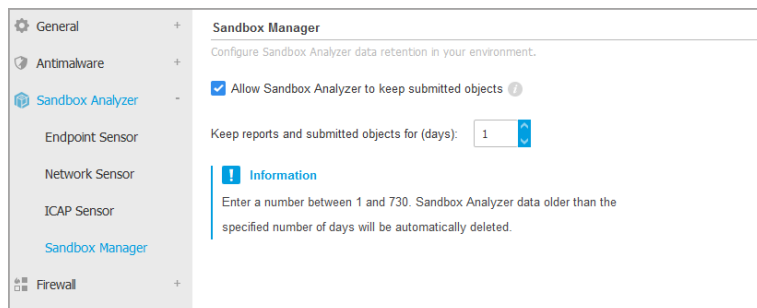 General +
Antimalware +
Sandbox Analyzer -
Endpoint Sensor
Network Sensor
ICAP Sensor
Sandbox Manager
Firewall +
Sandbox Manager
Configure Sandbox Analyzer data retention in your environment.
Allow Sandbox Analyzer to keep submitted objects i
Keep reports and submitted objects for (days): 1
! Information
Enter a number between 1 and 730. Sandbox Analyzer data older than the
specified number of days will be automatically deleted.